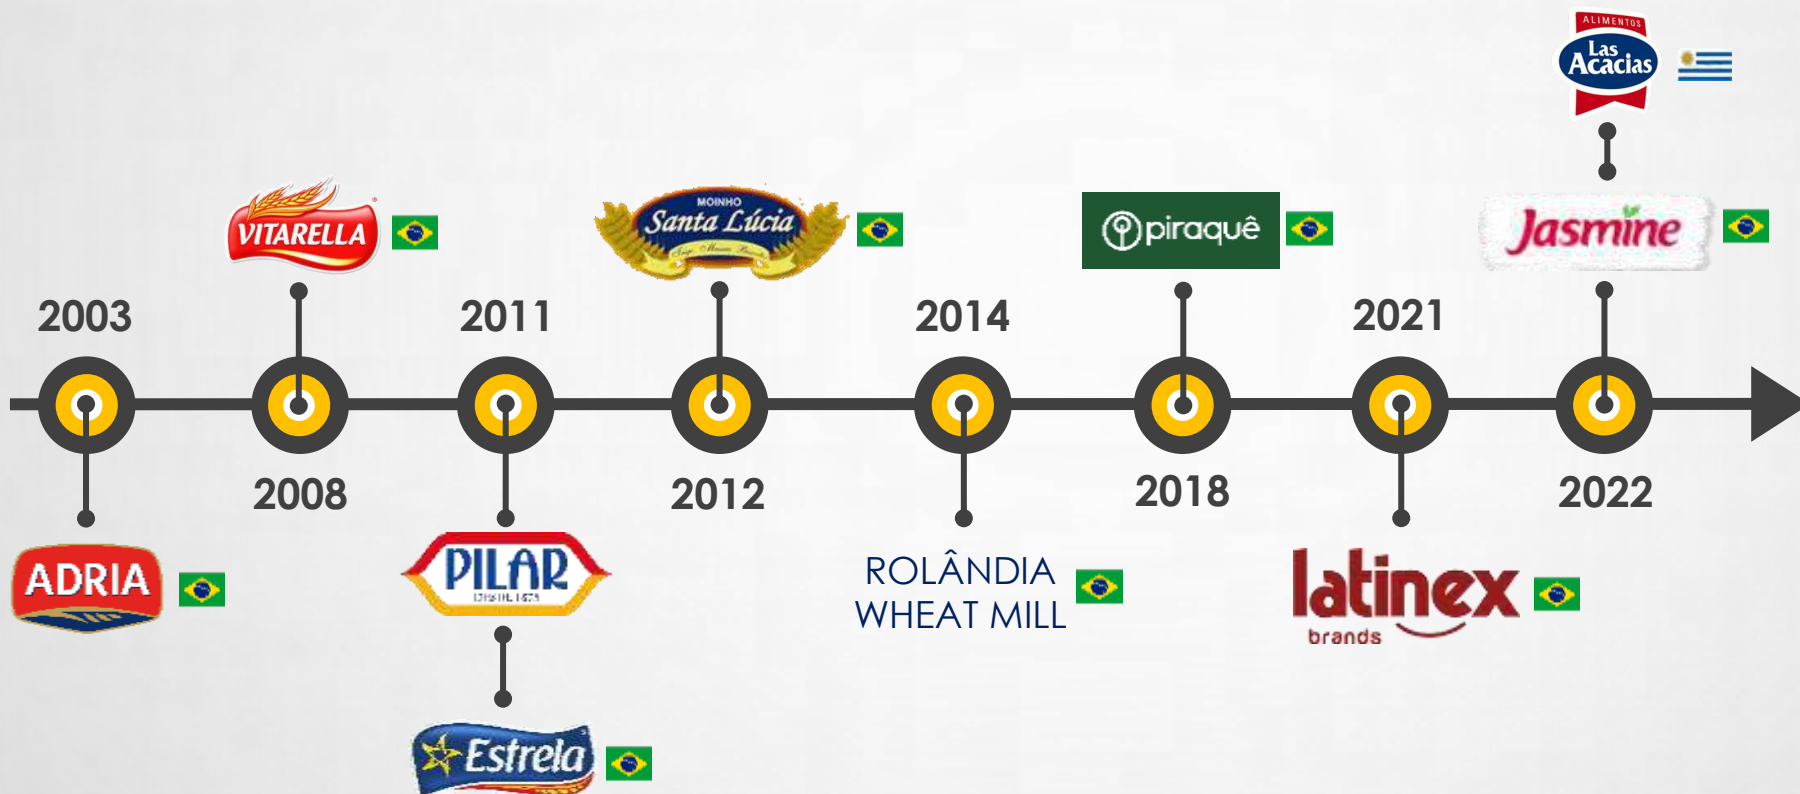 ALIMENTOS
Las
Acacias
VITARELLA
MOINHO
Santa Lúcia
piraquê
Jasmine
2003
2011
2014
2021
2008
2012
2018
2022
ADRIA
PILAR
ROLÂNDIA
WHEAT MILL
latinex
brands
Estrela